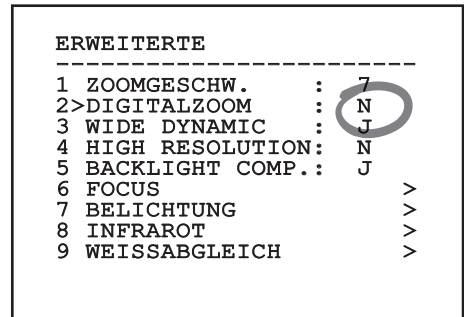 ERWEITERTE
-------------------------
1 ZOOMGESCHW. : 7
2>DIGITALZOOM : N
3 WIDE DYNAMIC : J
4 HIGH RESOLUTION: N
5 BACKLIGHT COMP.: J
6 FOCUS >
7 BELICHTUNG >
8 INFRAROT >
9 WEISSABGLEICH >